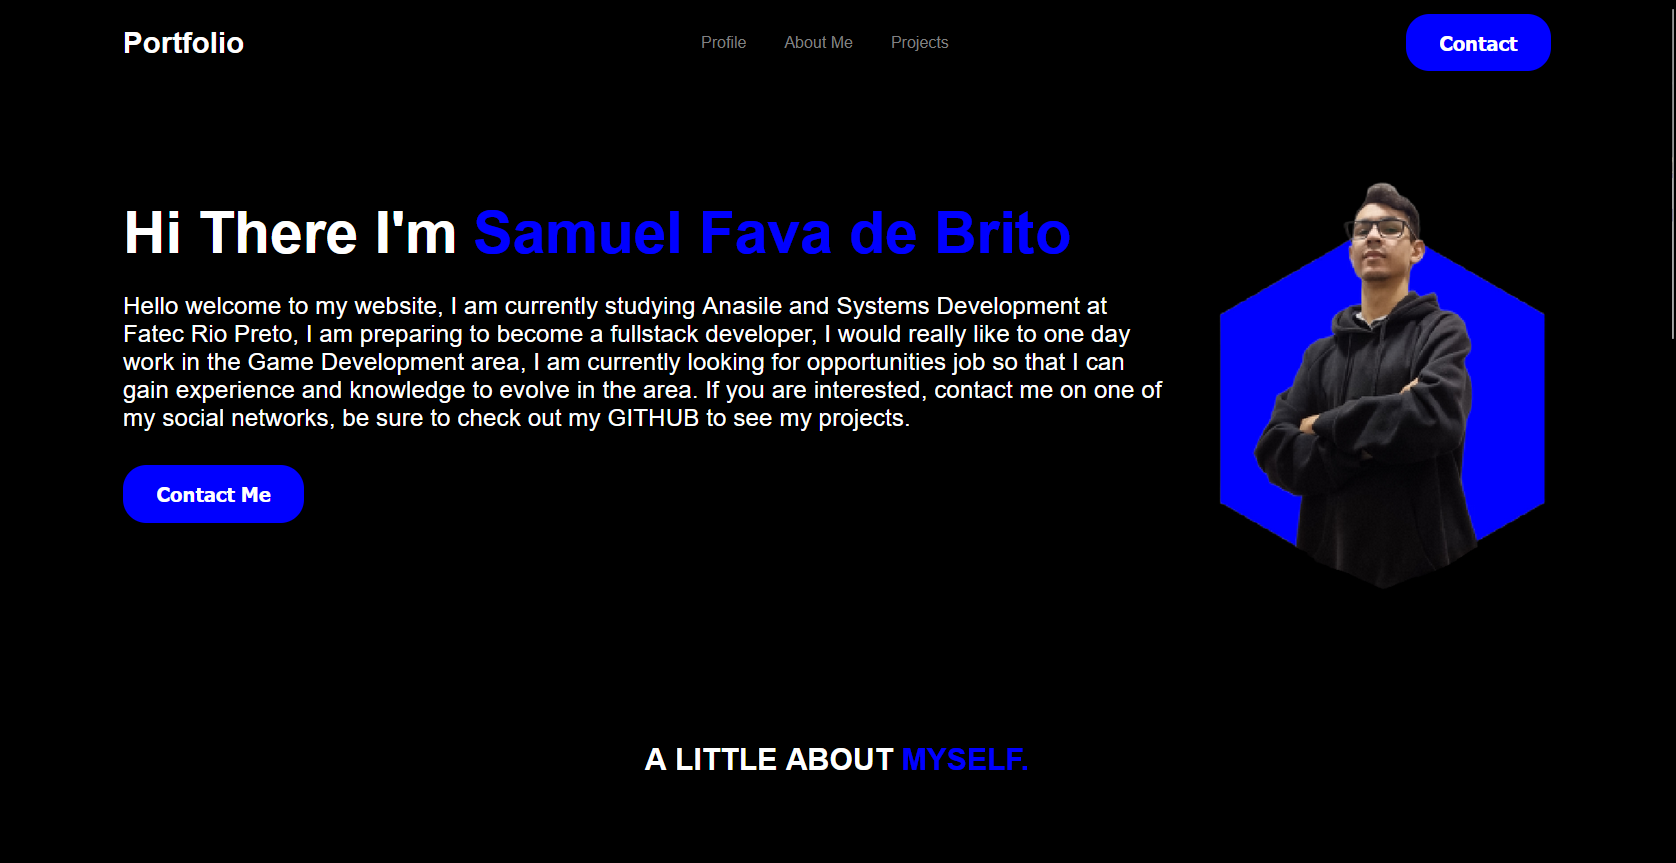 Portfolio
Profile
About Me
Projects
Contact
Hi There I'm Samuel Fava de Brito
Hello welcome to my website, I am currently studying Anasile and Systems Development at
Fatec Rio Preto, I am preparing to become a fullstack developer, I would really like to one day
work in the Game Development area, I am currently looking for opportunities job so that I can
gain experience and knowledge to evolve in the area. If you are interested, contact me on one of
my social networks, be sure to check out my GITHUB to see my projects.
Contact Me
A LITTLE ABOUT MYSELF.